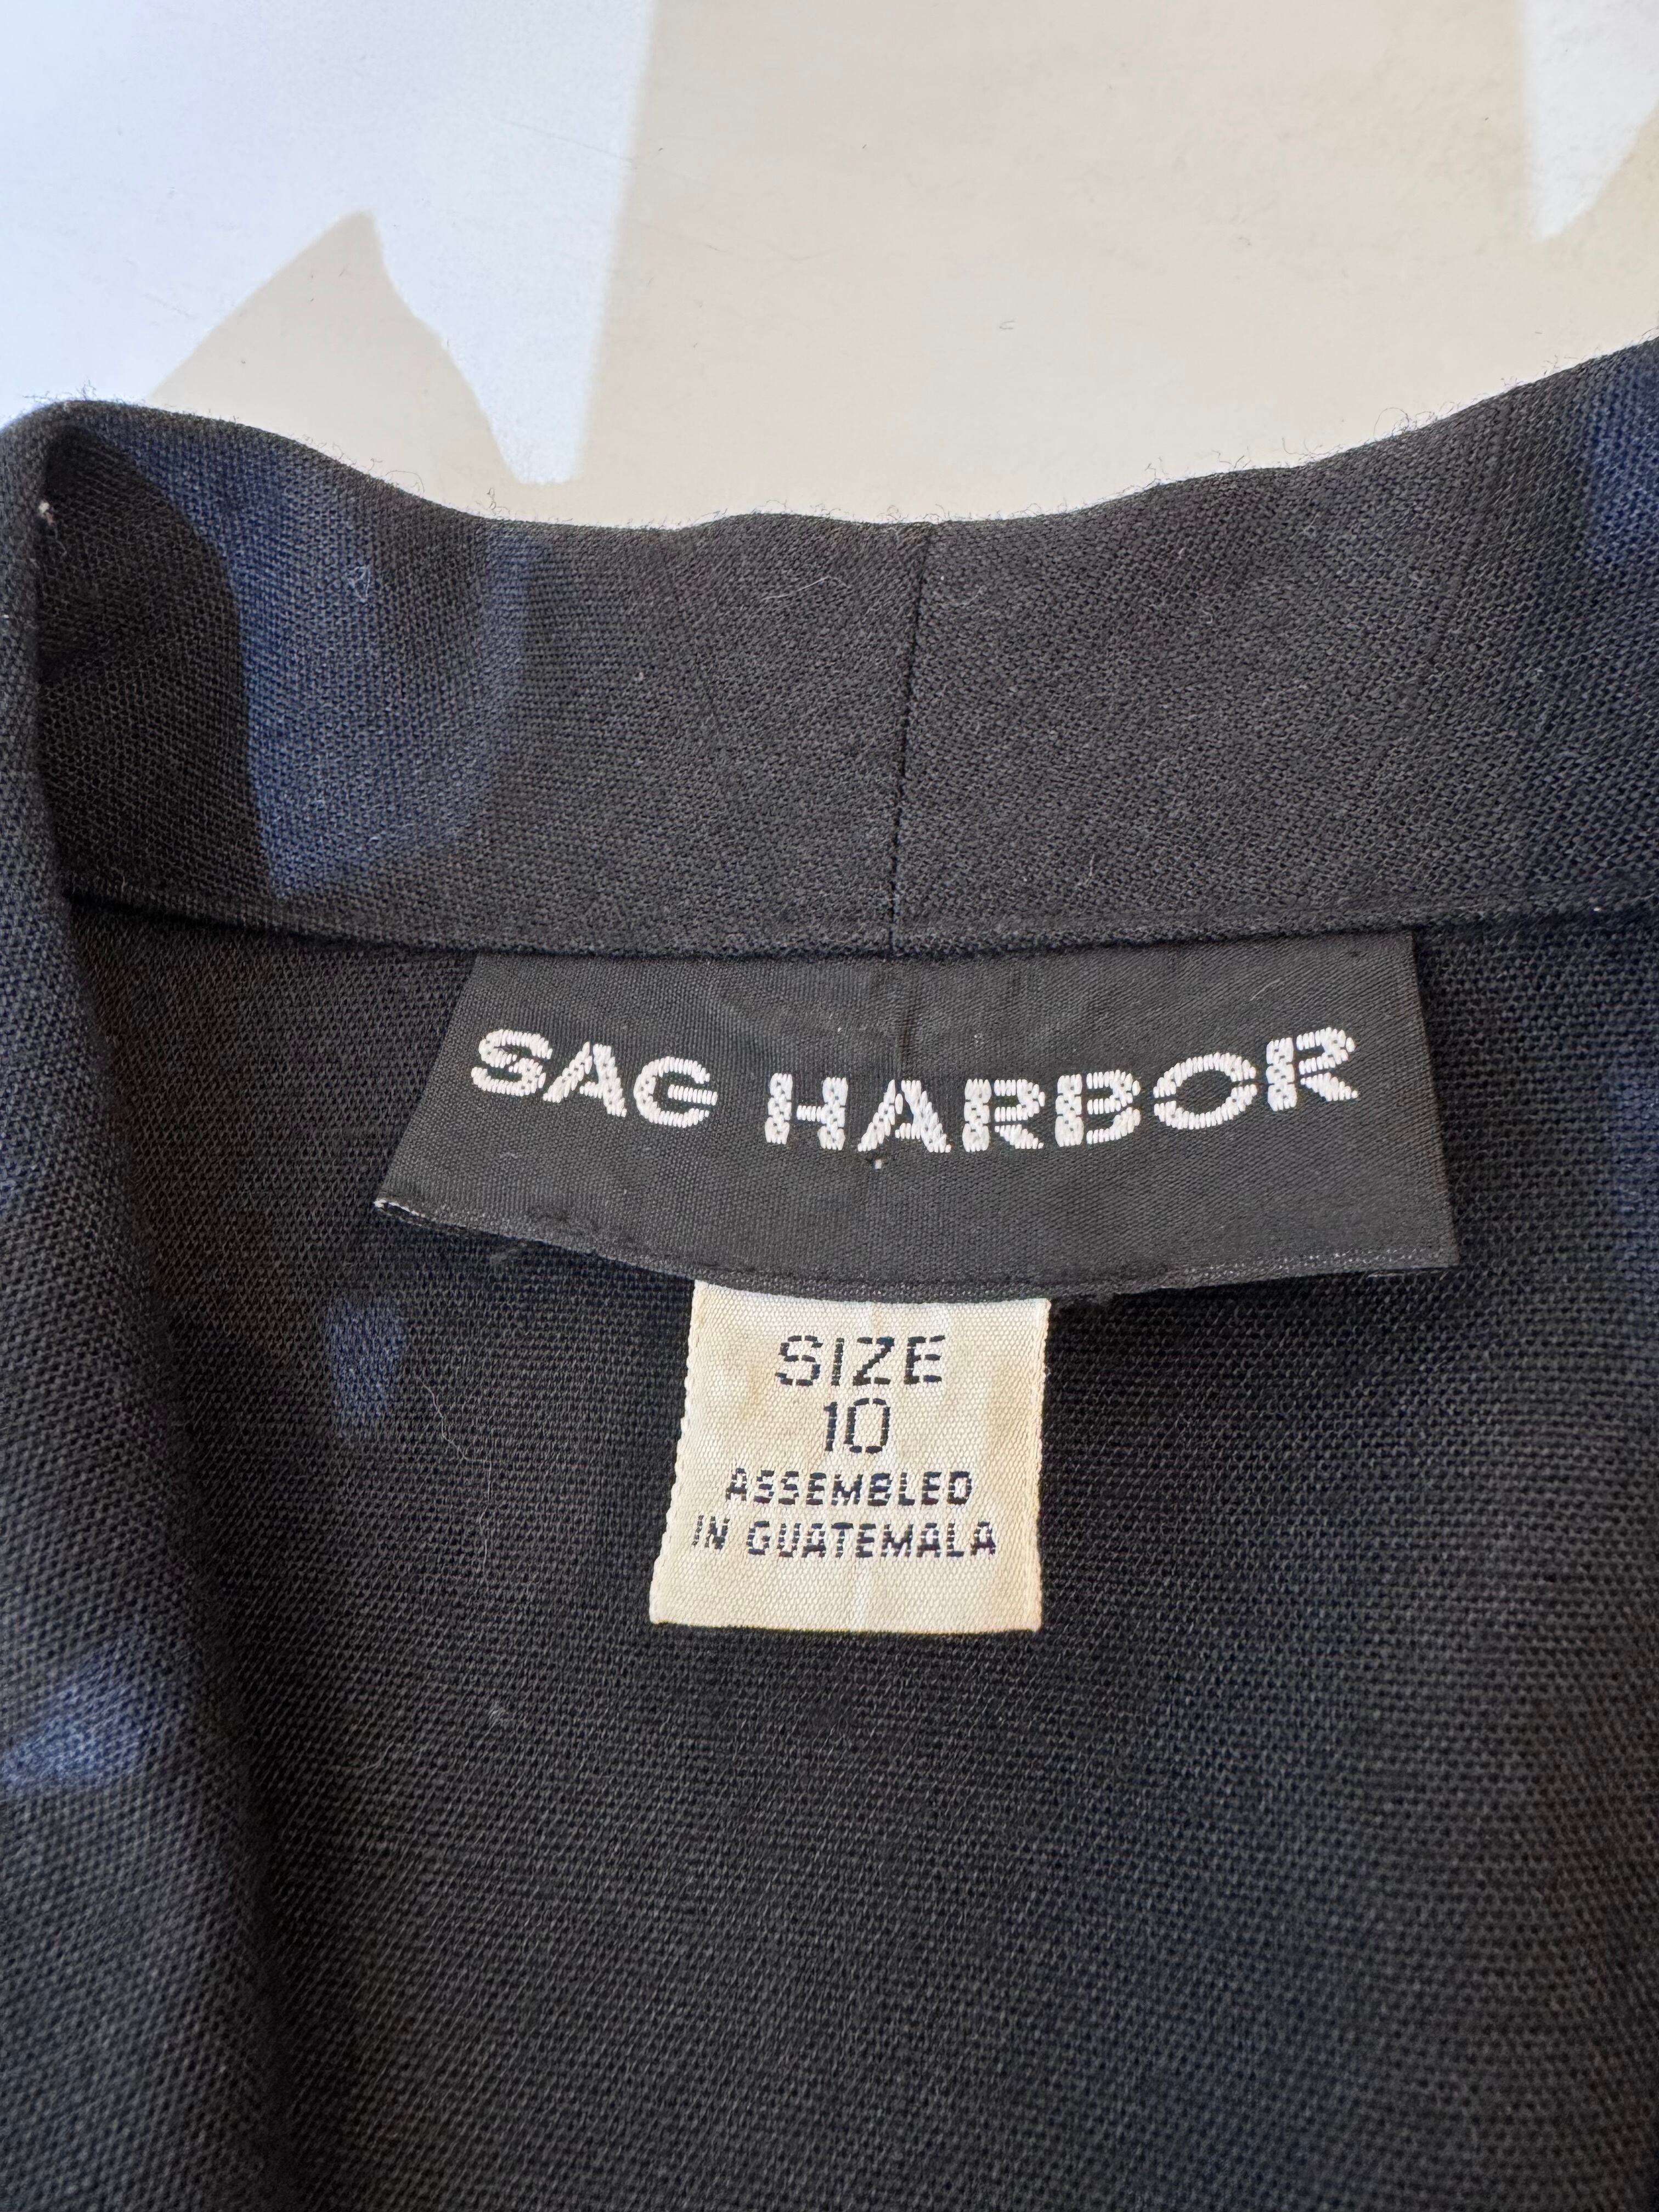 SAG HARBOR
SIZE
10
ASSEMBLED
IN GUATEMALA